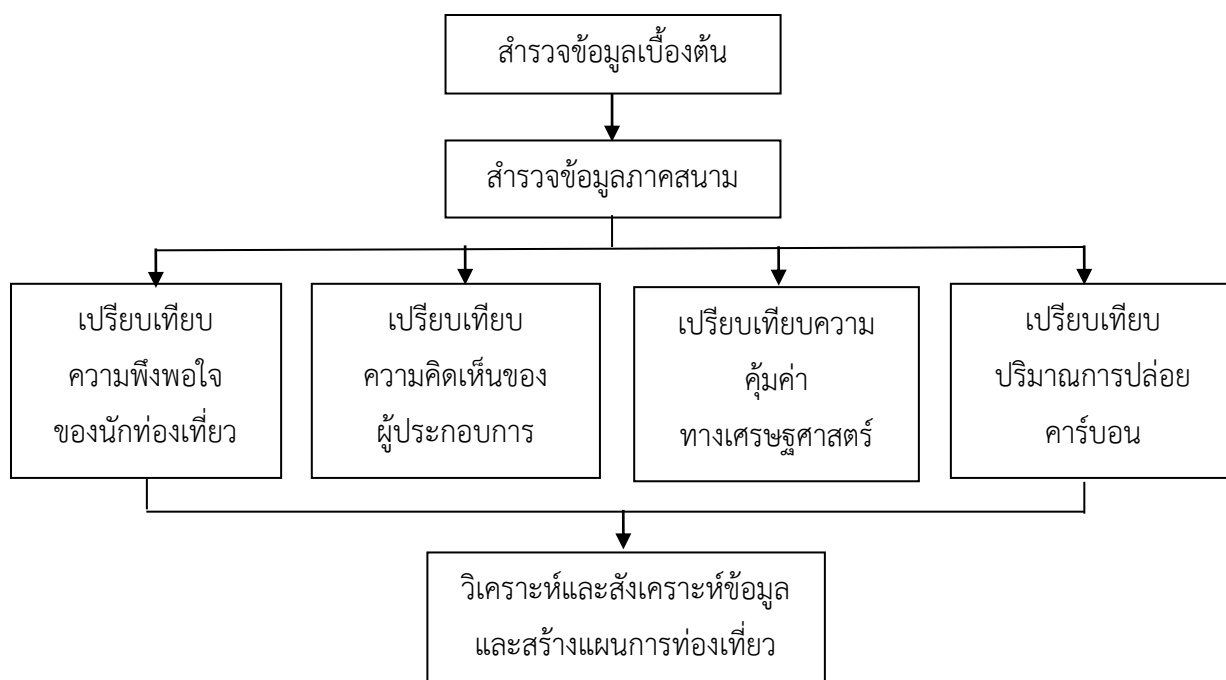 สำรวจข้อมูลเบื้องต้น
สำรวจข้อมูลภาคสนาม
เปรียบเทียบ
ความพึงพอใจ
ของนักท่องเที่ยว
เปรียบเทียบ
ความคิดเห็นของ
ผู้ประกอบการ
เปรียบเทียบความ
คุ้มค่า
ทางเศรษฐศาสตร์
เปรียบเทียบ
ปริมาณการปล่อย
คาร์บอน
วิเคราะห์และสังเคราะห์ข้อมูล
และสร้างแผนการท่องเที่ยว